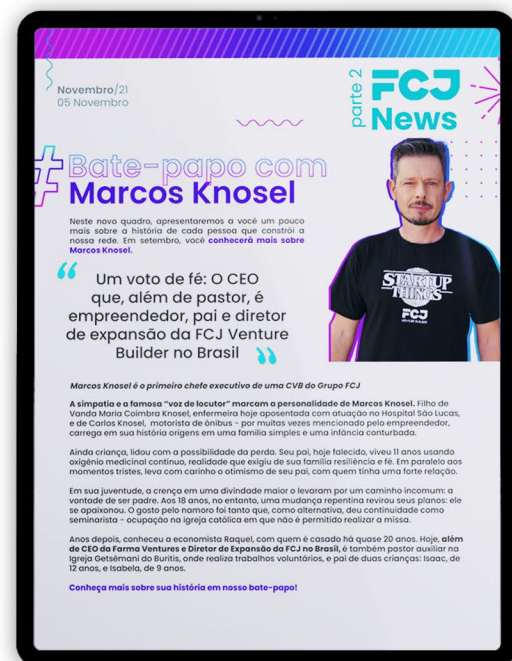 Novembro/21
05 Novembro
parte 2
FCJ
News
#Bate-papo com
Marcos Knosel
Neste novo quadro, apresentaremos a você um pouco
mais sobre a história de cada pessoa que constrói a
nossa rede. Em setembro, você conhecerá mais sobre
Marcos Knosel.
“ Um voto de fé: O CEO
que, além de pastor, é
empreendedor, pai e diretor
de expansão da FCJ Venture
Builder no Brasil ”
STARTUP
THINGS
FCJ
VENTURE BUILDER
Marcos Knosel é o primeiro chefe executivo de uma CVB do Grupo FCJ
A simpatia e a famosa “voz de locutor” marcam a personalidade de Marcos Knosel. Filho de
Vanda Maria Coimbra Knosel, enfermeira hoje aposentada com atuação no Hospital São Lucas,
e de Carlos Knosel, motorista de ônibus - por muitas vezes mencionado pelo empreendedor,
carrega em sua história origens em uma família simples e uma infância conturbada.
Ainda criança, lidou com a possibilidade da perda. Seu pai, hoje falecido, viveu 11 anos usando
oxigênio medicinal contínuo, realidade que exigiu de sua família resiliência e fé. Em paralelo aos
momentos tristes, leva com carinho o otimismo de seu pai, com quem tinha uma forte relação.
Em sua juventude, a crença em uma divindade maior o levaram por um caminho incomum: a
vontade de ser padre. Aos 18 anos, no entanto, uma mudança repentina revirou seus planos: ele
se apaixonou. O gosto pelo namoro foi tanto que, como alternativa, deu continuidade como
seminarista - ocupação na igreja católica em que não é permitido realizar a missa.
Anos depois, conheceu a economista Raquel, com quem é casado há quase 20 anos. Hoje, além
de CEO da Farma Ventures e Diretor de Expansão da FCJ no Brasil, é também pastor auxiliar na
Igreja Getsêmani do Buritis, onde realiza trabalhos voluntários, e pai de duas crianças: Isaac, de
12 anos, e Isabela, de 9 anos.
Conheça mais sobre sua história em nosso bate-papo!